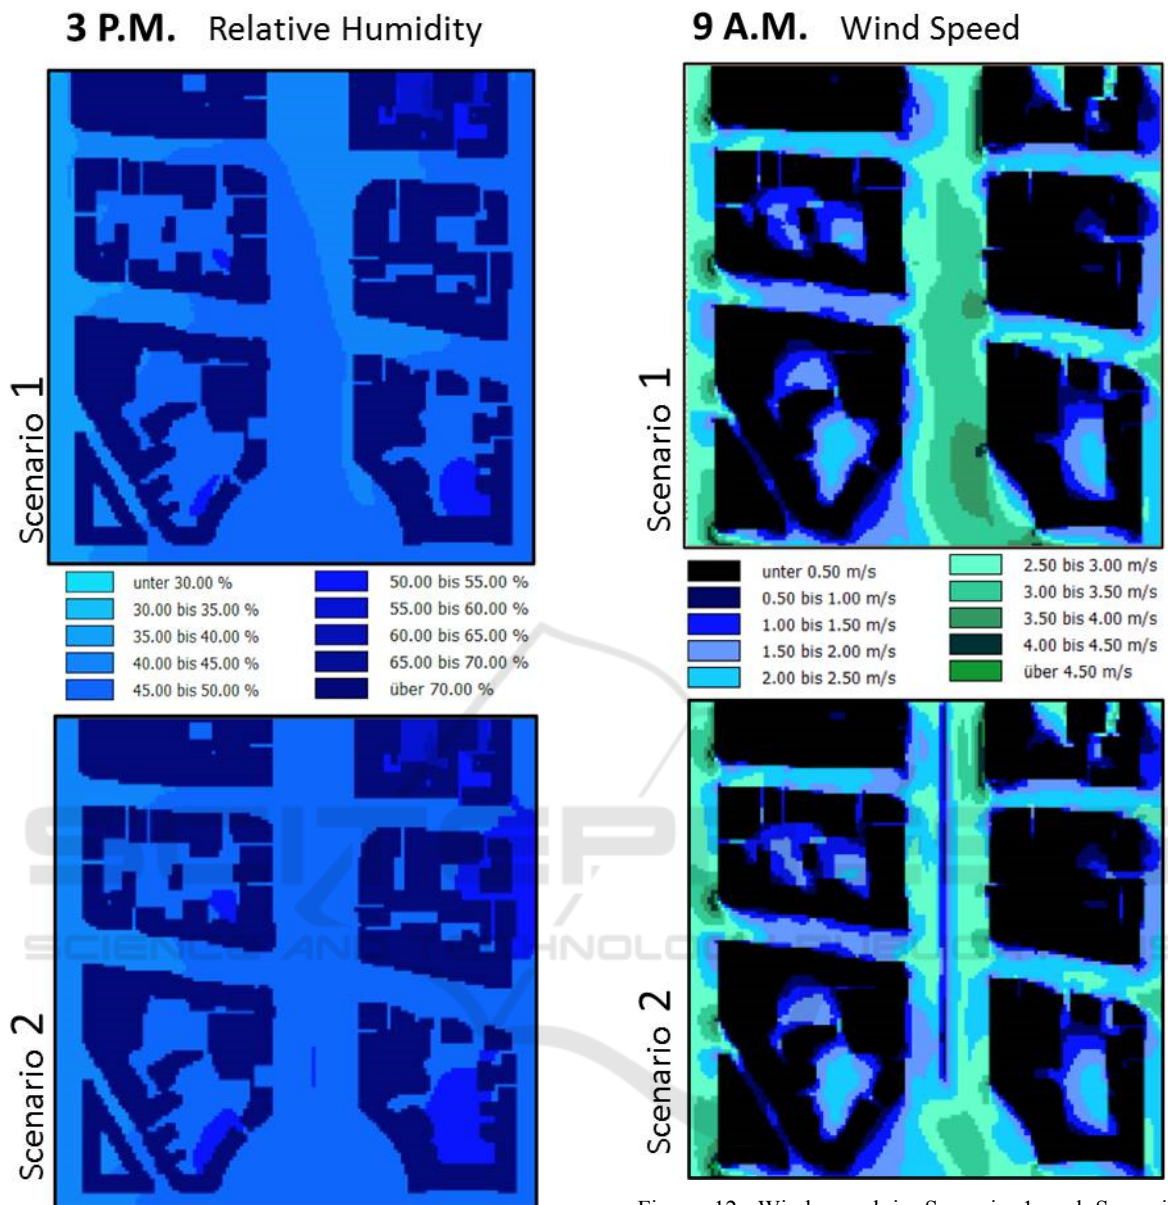 3 P.M. Relative Humidity
Scenario 1
unter 30.00 %
30.00 bis 35.00 %
35.00 bis 40.00 %
40.00 bis 45.00 %
45.00 bis 50.00 %
50.00 bis 55.00 %
55.00 bis 60.00 %
60.00 bis 65.00 %
65.00 bis 70.00 %
über 70.00 %
Scenario 2
9 A.M. Wind Speed
Scenario 1
unter 0.50 m/s
0.50 bis 1.00 m/s
1.00 bis 1.50 m/s
1.50 bis 2.00 m/s
2.00 bis 2.50 m/s
2.50 bis 3.00 m/s
3.00 bis 3.50 m/s
3.50 bis 4.00 m/s
4.00 bis 4.50 m/s
über 4.50 m/s
Scenario 2
SCIENCE AND TECHNOLOGY